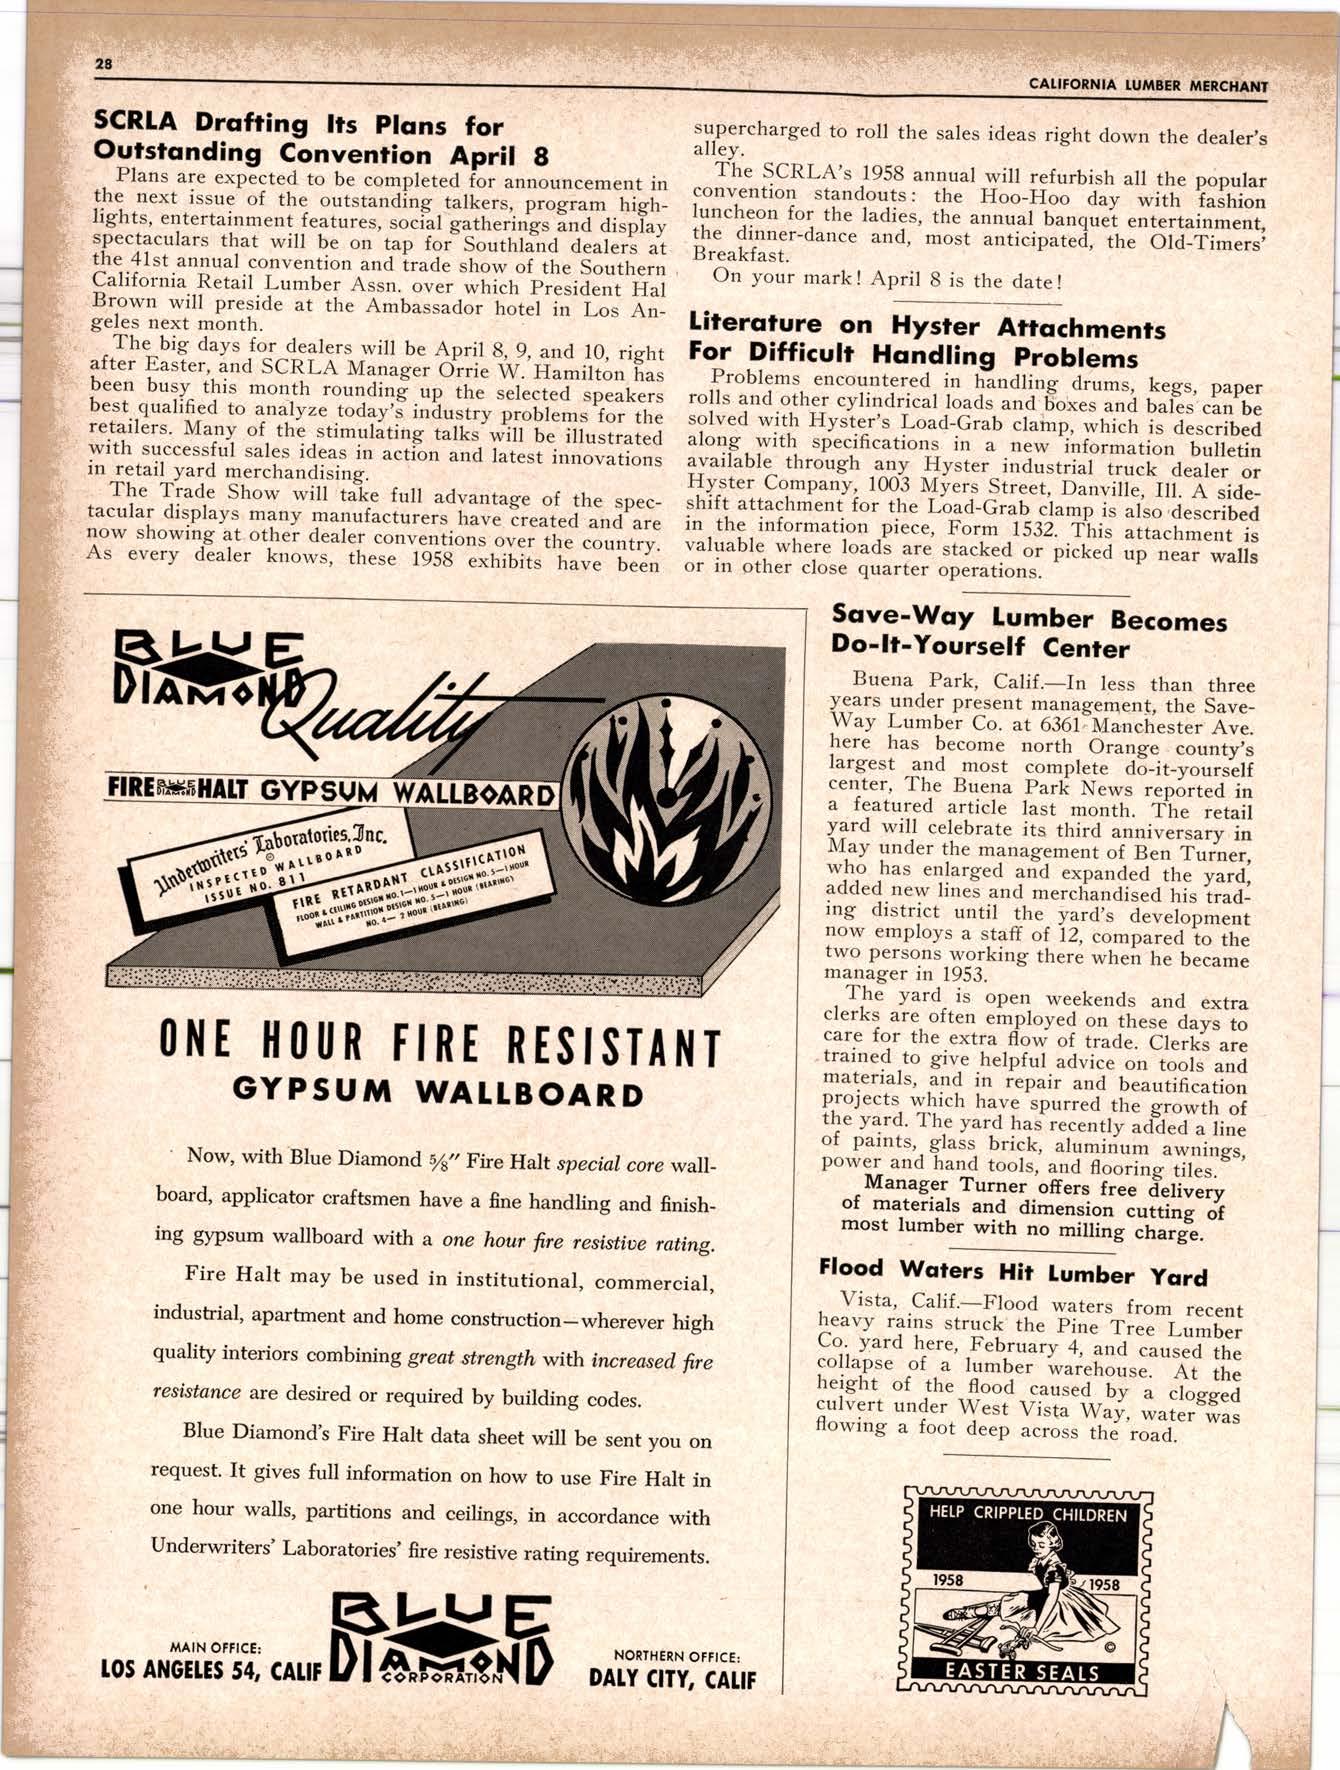 28
CALIFORNIA LUMBER MERCHANT
SCRLA Drafting Its Plans for
Outstanding Convention April 8
Plans are expected to be completed for announcement in
the next issue of the outstanding talkers, program high-
lights, entertainment features, social gatherings and display
spectaculars that will be on tap for Southland dealers at
the 41st annual convention and trade show of the Southern
California Retail Lumber Assn. over which President Hal
Brown will preside at the Ambassador hotel in Los An-
geles next month.
The big days for dealers will be April 8, 9, and 10, right
after Easter, and SCRLA Manager Orrie W. Hamilton has
been busy this month rounding up the selected speakers
best qualified to analyze today's industry problems for the
retailers. Many of the stimulating talks will be illustrated
with successful sales ideas in action and latest innovations
in retail yard merchandising.
The Trade Show will take full advantage of the spec-
tacular displays many manufacturers have created and are
now showing at other dealer conventions over the country.
As every dealer knows, these 1958 exhibits have been
supercharged to roll the sales ideas right down the dealer's
alley.
The SCRLA's 1958 annual will refurbish all the popular
convention standouts: the Hoo-Hoo day with fashion
luncheon for the ladies, the annual banquet entertainment,
the dinner-dance and, most anticipated, the Old-Timers'
Breakfast.
On your mark! April 8 is the date!
Literature on Hyster Attachments
For Difficult Handling Problems
Problems encountered in handling drums, kegs, paper
rolls and other cylindrical loads and boxes and bales can be
solved with Hyster's Load-Grab clamp, which is described
along with specifications in a new information bulletin
available through any Hyster industrial truck dealer or
Hyster Company, 1003 Myers Street, Danville, Ill. A side-
shift attachment for the Load-Grab clamp is also described
in the information piece, Form 1532. This attachment is
valuable where loads are stacked or picked up near walls
or in other close quarter operations.
BLUE
DIAMOND
Quality
FIRE BLUE DIAMOND HALT GYPSUM WALLBOARD
Underwriters' Laboratories, Inc.
©
INSPECTED WALLBOARD
ISSUE NO. 811
FIRE RETARDANT CLASSIFICATION
FLOOR & CEILING DESIGN NO. 1—1 HOUR & DESIGN NO. 5—1 HOUR
WALL & PARTITION DESIGN NO. 5—1 HOUR (BEARING)
NO. 4— 2 HOUR (BEARING)
ONE HOUR FIRE RESISTANT
GYPSUM WALLBOARD
Now, with Blue Diamond 5/8" Fire Halt special core wall-
board, applicator craftsmen have a fine handling and finish-
ing gypsum wallboard with a one hour fire resistive rating.
Fire Halt may be used in institutional, commercial,
industrial, apartment and home construction—wherever high
quality interiors combining great strength with increased fire
resistance are desired or required by building codes.
Blue Diamond's Fire Halt data sheet will be sent you on
request. It gives full information on how to use Fire Halt in
one hour walls, partitions and ceilings, in accordance with
Underwriters' Laboratories' fire resistive rating requirements.
MAIN OFFICE:
LOS ANGELES 54, CALIF
BLUE
DIAMOND
CORPORATION
NORTHERN OFFICE:
DALY CITY, CALIF
Save-Way Lumber Becomes
Do-It-Yourself Center
Buena Park, Calif.—In less than three
years under present management, the Save-
Way Lumber Co. at 6361 Manchester Ave.
here has become north Orange county's
largest and most complete do-it-yourself
center, The Buena Park News reported in
a featured article last month. The retail
yard will celebrate its third anniversary in
May under the management of Ben Turner,
who has enlarged and expanded the yard,
added new lines and merchandised his trad-
ing district until the yard's development
now employs a staff of 12, compared to the
two persons working there when he became
manager in 1953.
The yard is open weekends and extra
clerks are often employed on these days to
care for the extra flow of trade. Clerks are
trained to give helpful advice on tools and
materials, and in repair and beautification
projects which have spurred the growth of
the yard. The yard has recently added a line
of paints, glass brick, aluminum awnings,
power and hand tools, and flooring tiles.
Manager Turner offers free delivery
of materials and dimension cutting of
most lumber with no milling charge.
Flood Waters Hit Lumber Yard
Vista, Calif.—Flood waters from recent
heavy rains struck the Pine Tree Lumber
Co. yard here, February 4, and caused the
collapse of a lumber warehouse. At the
height of the flood caused by a clogged
culvert under West Vista Way, water was
flowing a foot deep across the road.
HELP CRIPPLED CHILDREN
1958 1958
©
EASTER SEALS